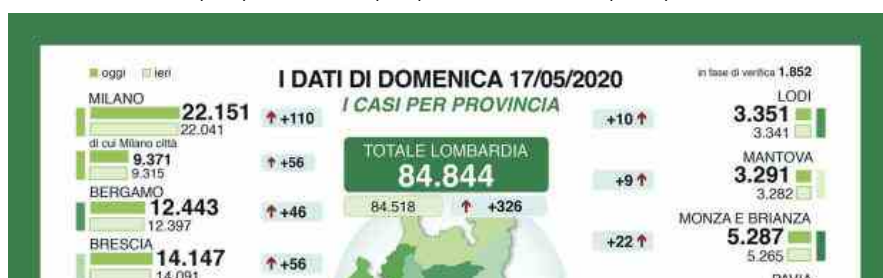 oggi ieri
I DATI DI DOMENICA 17/05/2020
I CASI PER PROVINCIA
in fase di verifica 1.852
MILANO
22.151
22.041
+110
di cui Milano città
9.371
9.315
+56
BERGAMO
12.443
12.397
+46
BRESCIA
14.147
14.091
+56
TOTALE LOMBARDIA
84.844
84.518 +326
LODI
+10
3.351
3.341
MANTOVA
+9
3.291
3.282
MONZA E BRIANZA
+22
5.287
5.265
PAVIA